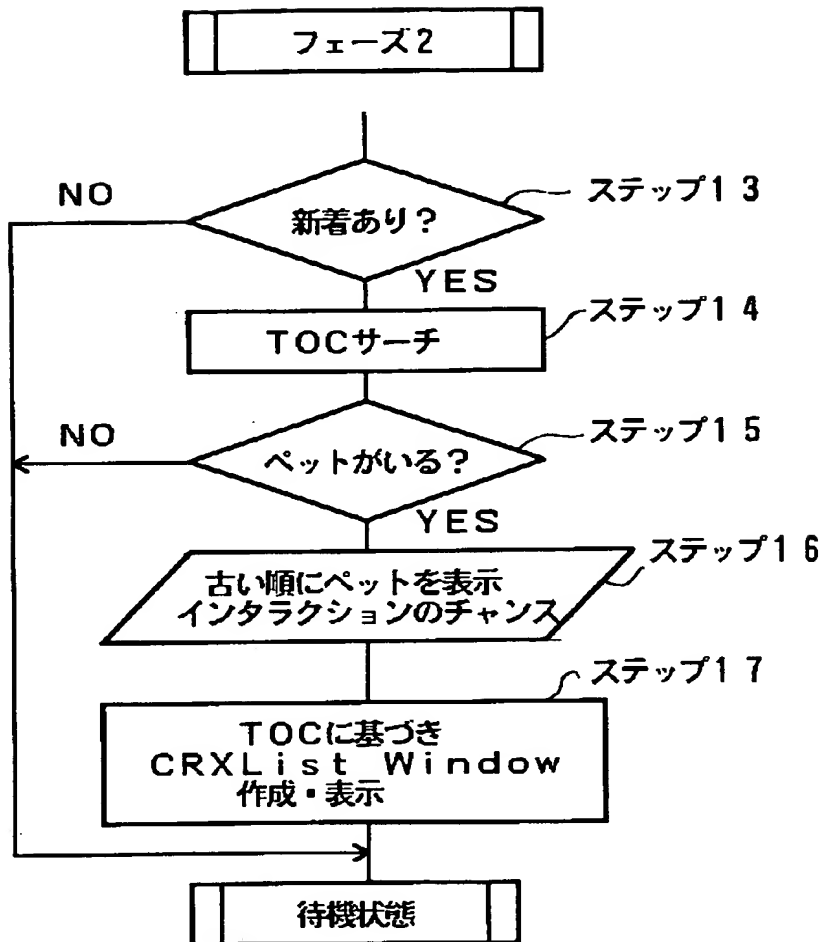 フェーズ2
NO
ステップ13
新着あり?
YES
ステップ14
TOCサーチ
NO
ステップ15
ペットがいる?
YES
ステップ16
古い順にペットを表示
インタラクションのチャンス
ステップ17
TOCに基づき
CRXList Window
作成・表示
待機状態